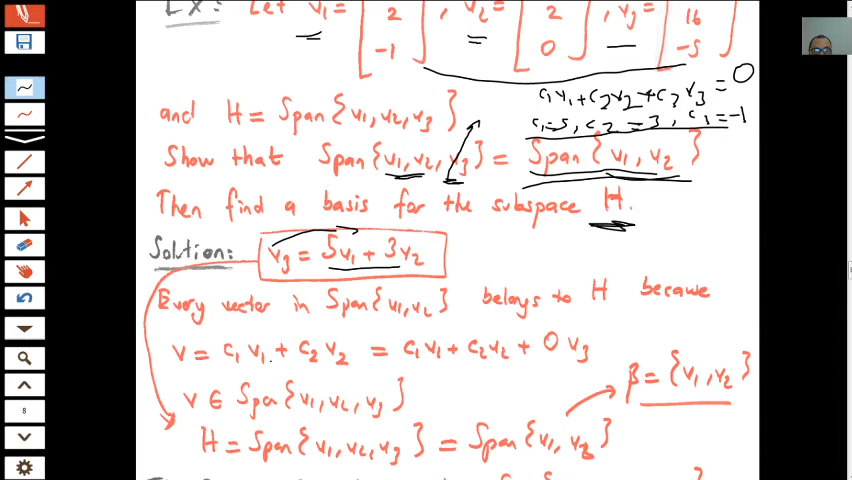 Ex: Let v₁ = [ 2 -1 ], v₂ = [ 2 0 ], v₃ = [ 16 -5 ]
c₁v₁ + c₂v₂ + c₃v₃ = 0
c₁=5, c₂ = 3, c₃ = -1
and H = Span{v₁, v₂, v₃}
Show that Span{v₁, v₂, v₃} = Span{v₁, v₂}
Then find a basis for the subspace H.
Solution: v₃ = 5v₁ + 3v₂
Every vector in Span{v₁, v₂} belongs to H because
v = c₁v₁ + c₂v₂ = c₁v₁ + c₂v₂ + 0v₃
v ∈ Span{v₁, v₂, v₃}
β = {v₁, v₂}
H = Span{v₁, v₂, v₃} = Span{v₁, v₂}
8